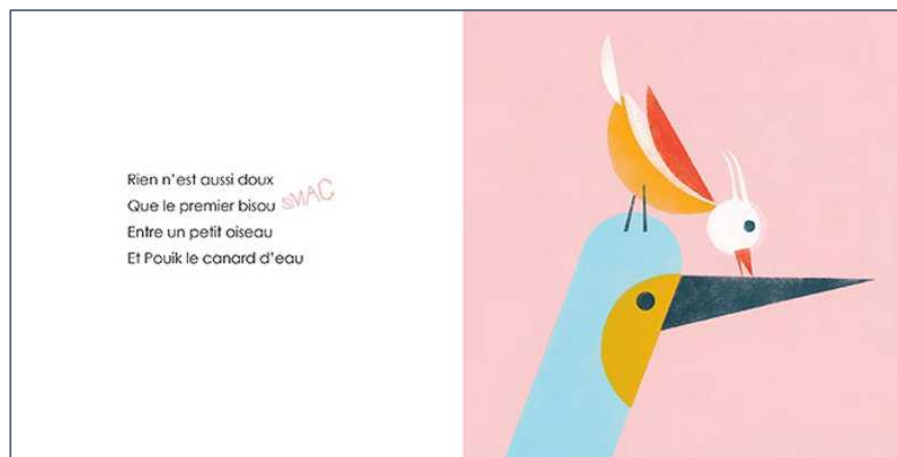 Rien n'est aussi doux
Que le premier bisou SMAC
Entre un petit oiseau
Et Pouik le canard d'eau